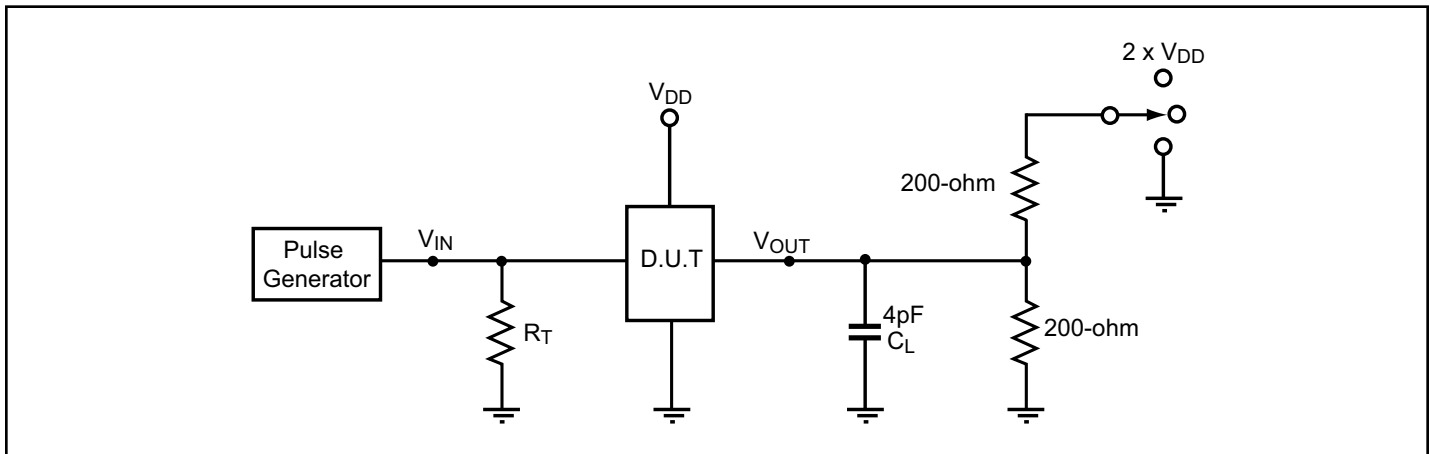 2 x VDD
VDD
200-ohm
Pulse
Generator
VIN
D.U.T
VOUT
RT
4pF
CL
200-ohm